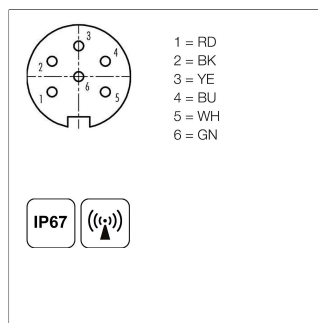 3
2
4
6
1
5
1 = RD
2 = BK
3 = YE
4 = BU
5 = WH
6 = GN
IP67